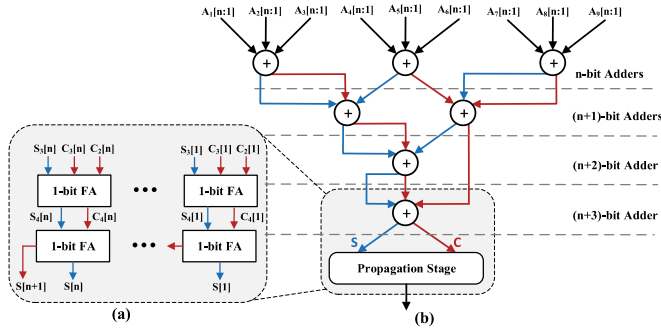 A₁[n:1] A₂[n:1] A₃[n:1] A₄[n:1] A₅[n:1] A₆[n:1] A₇[n:1] A₈[n:1] A₉[n:1]
+ + +
n-bit Adders
+ +
(n+1)-bit Adders
+
(n+2)-bit Adder
+
(n+3)-bit Adder
S C
Propagation Stage
(b)
S₃[n] C₃[n] C₂[n] S₃[1] C₃[1] C₂[1]
1-bit FA ••• 1-bit FA
S₄[n] C₄[n] S₄[1] C₄[1]
1-bit FA ••• 1-bit FA
S[n+1] S[n] S[1]
(a)